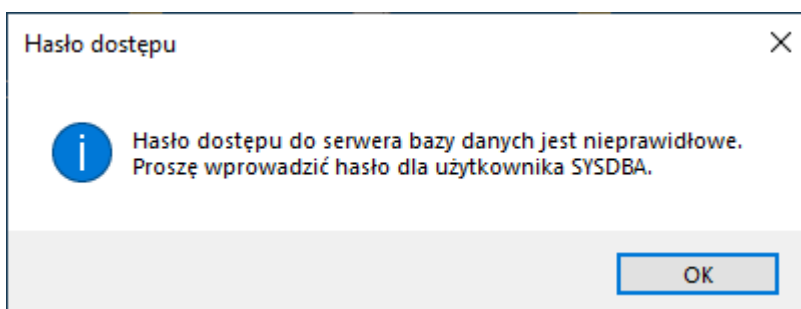 Hasło dostępu
Hasło dostępu do serwera bazy danych jest nieprawidłowe.
Proszę wprowadzić hasło dla użytkownika SYSDBA.
OK